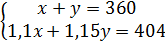 x + y = 360
1,1x + 1,15y = 404